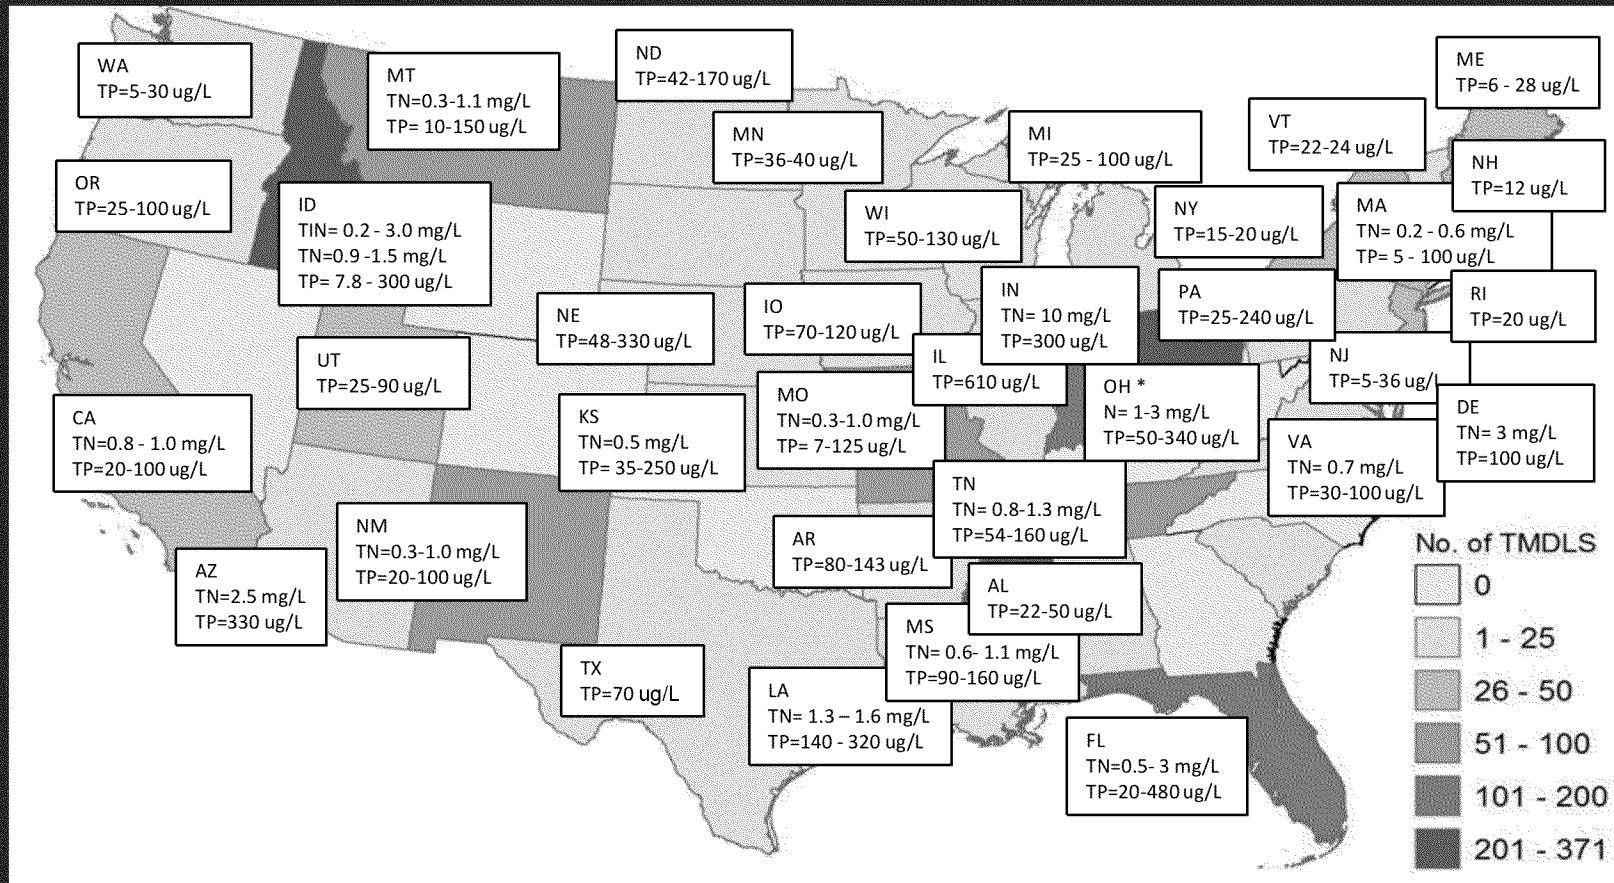 WA
TP=5-30 ug/L
MT
TN=0.3-1.1 mg/L
TP= 10-150 ug/L
ND
TP=42-170 ug/L
MN
TP=36-40 ug/L
MI
TP=25 - 100 ug/L
VT
TP=22-24 ug/L
ME
TP=6 - 28 ug/L
NH
TP=12 ug/L
OR
TP=25-100 ug/L
ID
TIN= 0.2 - 3.0 mg/L
TN=0.9 -1.5 mg/L
TP= 7.8 - 300 ug/L
WI
TP=50-130 ug/L
NY
TP=15-20 ug/L
MA
TN= 0.2 - 0.6 mg/L
TP= 5 - 100 ug/L
NE
TP=48-330 ug/L
IO
TP=70-120 ug/L
IN
TN= 10 mg/L
TP=300 ug/L
PA
TP=25-240 ug/L
RI
TP=20 ug/L
UT
TP=25-90 ug/L
IL
TP=610 ug/L
NJ
TP=5-36 ug/L
CA
TN=0.8 - 1.0 mg/L
TP=20-100 ug/L
KS
TN=0.5 mg/L
TP= 35-250 ug/L
MO
TN=0.3-1.0 mg/L
TP= 7-125 ug/L
OH *
N= 1-3 mg/L
TP=50-340 ug/L
VA
TN= 0.7 mg/L
TP=30-100 ug/L
DE
TN= 3 mg/L
TP=100 ug/L
NM
TN=0.3-1.0 mg/L
TP=20-100 ug/L
AR
TP=80-143 ug/L
TN
TN= 0.8-1.3 mg/L
TP=54-160 ug/L
AZ
TN=2.5 mg/L
TP=330 ug/L
AL
TP=22-50 ug/L
MS
TN= 0.6- 1.1 mg/L
TP=90-160 ug/L
TX
TP=70 ug/L
LA
TN= 1.3 – 1.6 mg/L
TP=140 - 320 ug/L
FL
TN=0.5- 3 mg/L
TP=20-480 ug/L
No. of TMDLS
0
1 - 25
26 - 50
51 - 100
101 - 200
201 - 371